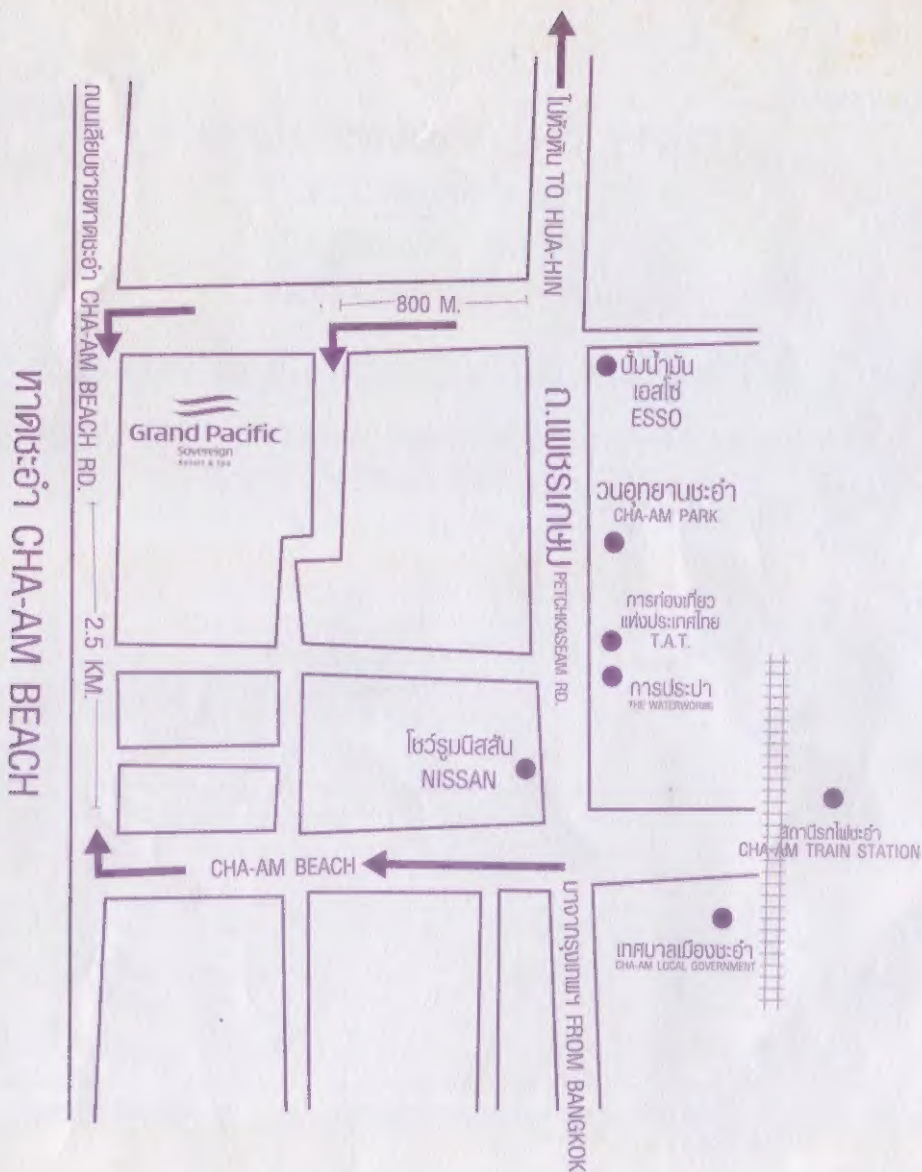 ไปหัวหิน TO HUA-HIN
ถนนเลียบชายหาดชะอำ CHA-AM BEACH RD.
800 M.
ปั้มน้ำมัน
เอสโซ่
ESSO
Grand Pacific
Sovereign
Resort & Spa
ถ.เพชรเกษม PETCHKASEAM RD.
วนอุทยานชะอำ
CHA-AM PARK
หาดชะอำ CHA-AM BEACH
2.5 KM.
การท่องเที่ยว
แห่งประเทศไทย
T.A.T.
การประปา
THE WATERWORKS
โชว์รูมนิสสัน
NISSAN
สถานีรถไฟชะอำ
CHA-AM TRAIN STATION
CHA-AM BEACH
มาจากกรุงเทพฯ FROM BANGKOK
เทศบาลเมืองชะอำ
CHA-AM LOCAL GOVERNMENT